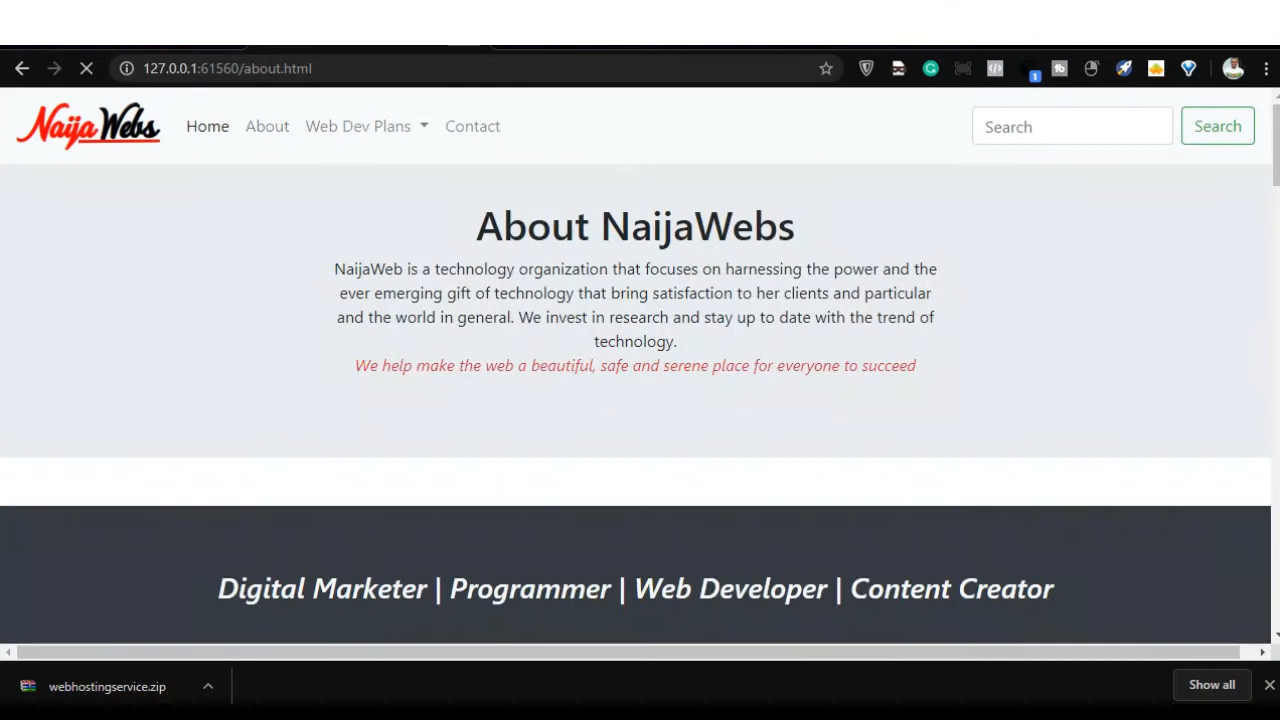 127.0.0.1:61560/about.html
1
NaijaWebs Home About Web Dev Plans Contact Search Search
About NaijaWebs
NaijaWeb is a technology organization that focuses on harnessing the power and the
ever emerging gift of technology that bring satisfaction to her clients and particular
and the world in general. We invest in research and stay up to date with the trend of
technology.
We help make the web a beautiful, safe and serene place for everyone to succeed
Digital Marketer | Programmer | Web Developer | Content Creator
webhostingservice.zip Show all